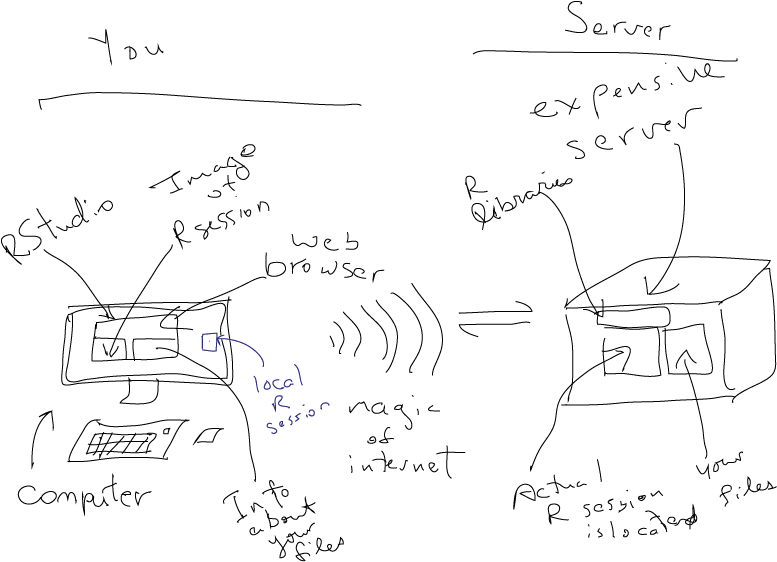 You
Server
expensive
server
Image
of
R session
RStudio
web
browser
R
libraries
local
R
session
magic
of
internet
Computer
Info
about
your
files
Actual
R session
is located
your
files